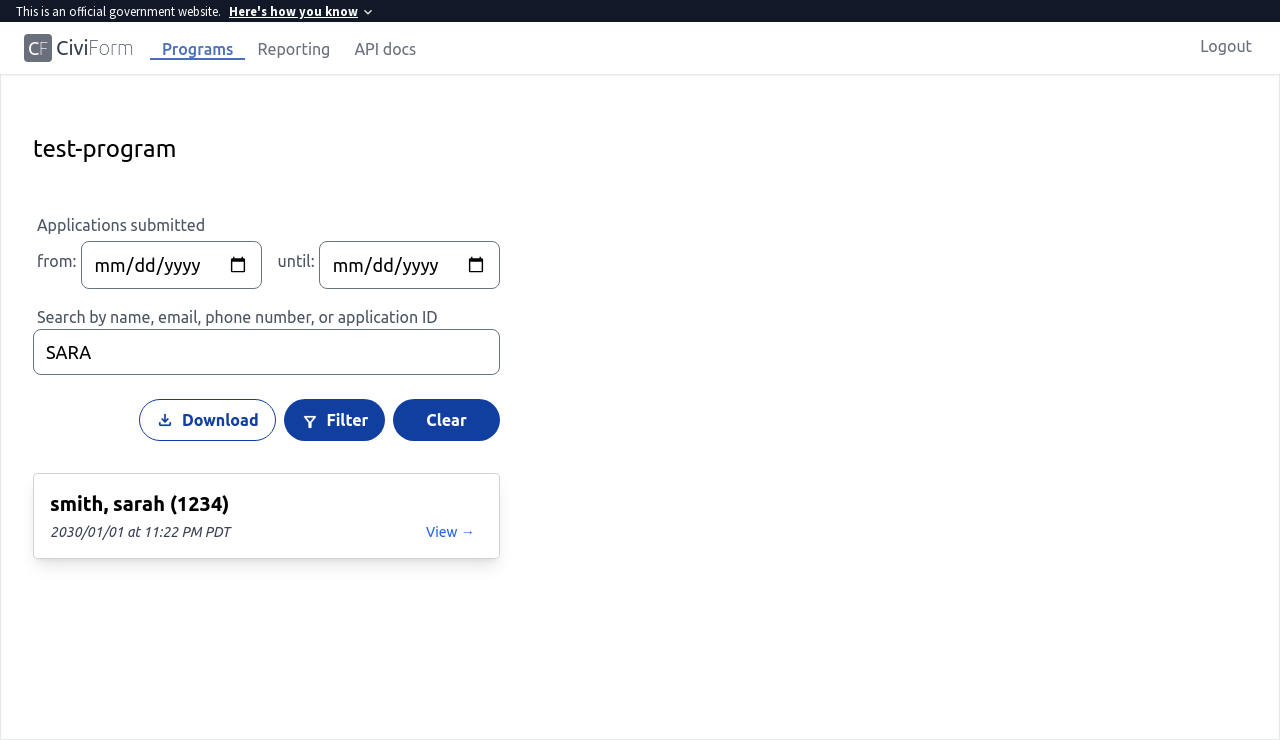 This is an official government website. Here's how you know
CF CiviForm Programs Reporting API docs Logout
test-program
Applications submitted
from: mm/dd/yyyy until: mm/dd/yyyy
Search by name, email, phone number, or application ID
SARA
Download Filter Clear
smith, sarah (1234)
2030/01/01 at 11:22 PM PDT View →